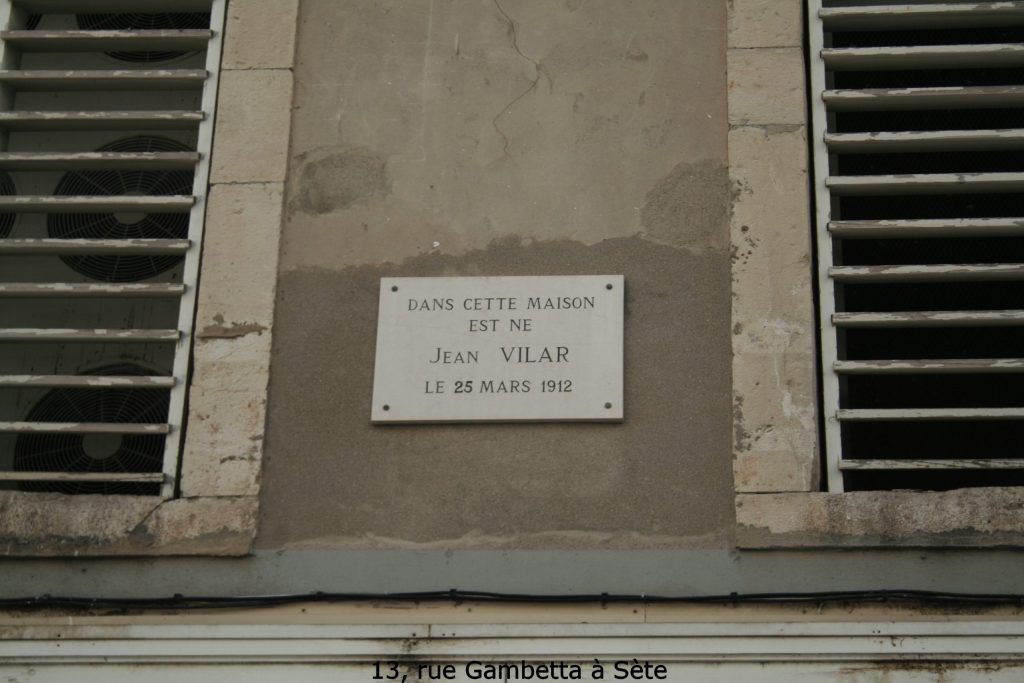 DANS CETTE MAISON
EST NE
JEAN VILAR
LE 25 MARS 1912
13, rue Gambetta à Sète